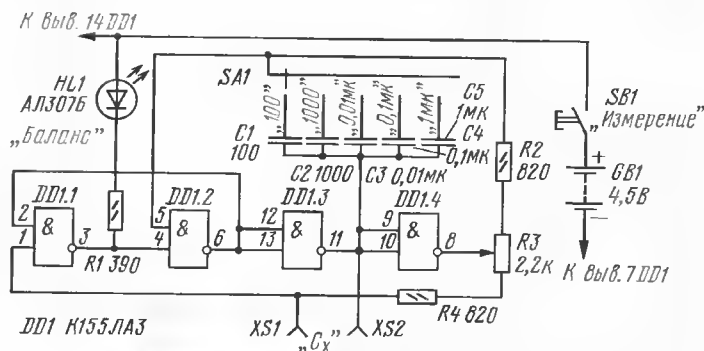 К выв. 14 DD1
HL1
АЛ307Б
„Баланс”
SA1
„100”
„1000”
„0,01мк”
„0,1мк”
„1мк”
C1
100
C2 1000
C3 0,01мк
C5
1мк
C4
0,1мк
SB1
„Измерение”
R2
820
+
GB1
4,5В
−
DD1.1
DD1.2
DD1.3
DD1.4
2
1
&
3
R1 390
5
4
&
6
12
13
&
11
9
10
&
8
R3
2,2к
К выв. 7 DD1
R4 820
DD1 К155ЛА3
XS1
„Cx”
XS2